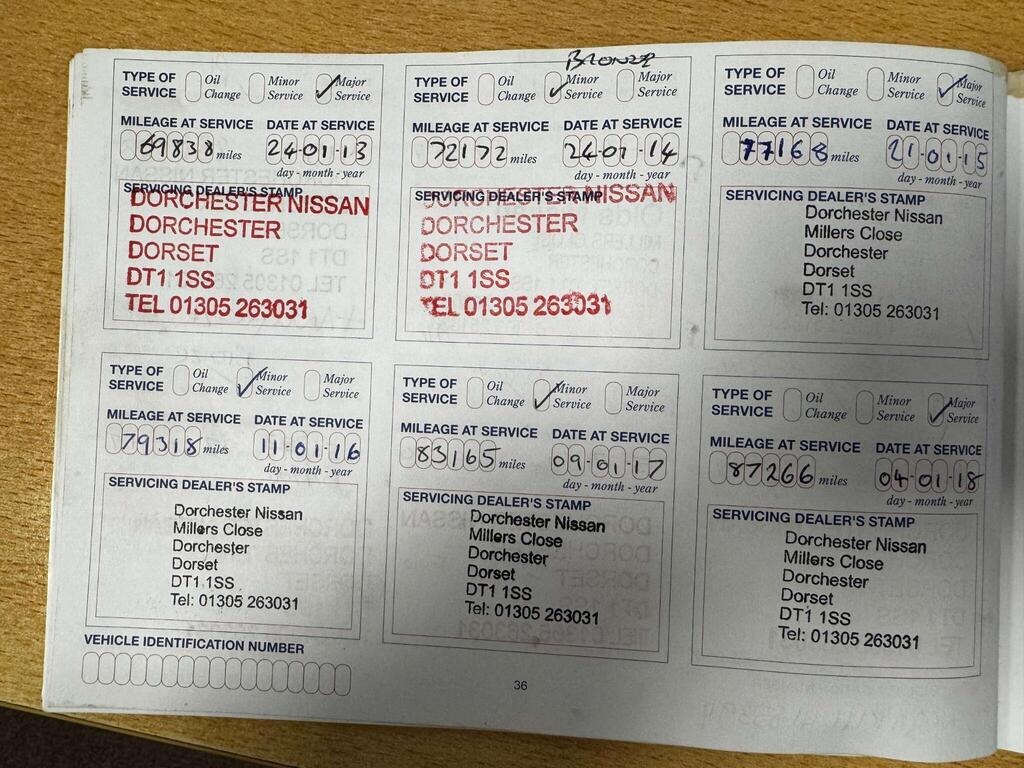 TYPE OF SERVICE Oil Change Minor Service ✓ Major Service
MILEAGE AT SERVICE DATE AT SERVICE
69838 miles 24-01-13
day - month - year
SERVICING DEALER'S STAMP
DORCHESTER NISSAN
DORCHESTER
DORSET
DT1 1SS
TEL 01305 263031
BRONZE
TYPE OF SERVICE Oil Change ✓ Minor Service Major Service
MILEAGE AT SERVICE DATE AT SERVICE
72172 miles 24-01-14
day - month - year
SERVICING DEALER'S STAMP
DORCHESTER NISSAN
DORCHESTER
DORSET
DT1 1SS
TEL 01305 263031
TYPE OF SERVICE Oil Change Minor Service ✓ Major Service
MILEAGE AT SERVICE DATE AT SERVICE
77168 miles 21-01-15
day - month - year
SERVICING DEALER'S STAMP
Dorchester Nissan
Millers Close
Dorchester
Dorset
DT1 1SS
Tel: 01305 263031
TYPE OF SERVICE Oil Change ✓ Minor Service Major Service
MILEAGE AT SERVICE DATE AT SERVICE
79318 miles 11-01-16
day - month - year
SERVICING DEALER'S STAMP
Dorchester Nissan
Millers Close
Dorchester
Dorset
DT1 1SS
Tel: 01305 263031
TYPE OF SERVICE Oil Change ✓ Minor Service Major Service
MILEAGE AT SERVICE DATE AT SERVICE
83165 miles 09-01-17
day - month - year
SERVICING DEALER'S STAMP
Dorchester Nissan
Millers Close
Dorchester
Dorset
DT1 1SS
Tel: 01305 263031
TYPE OF SERVICE Oil Change Minor Service ✓ Major Service
MILEAGE AT SERVICE DATE AT SERVICE
87266 miles 04-01-18
day - month - year
SERVICING DEALER'S STAMP
Dorchester Nissan
Millers Close
Dorchester
Dorset
DT1 1SS
Tel: 01305 263031
VEHICLE IDENTIFICATION NUMBER
36